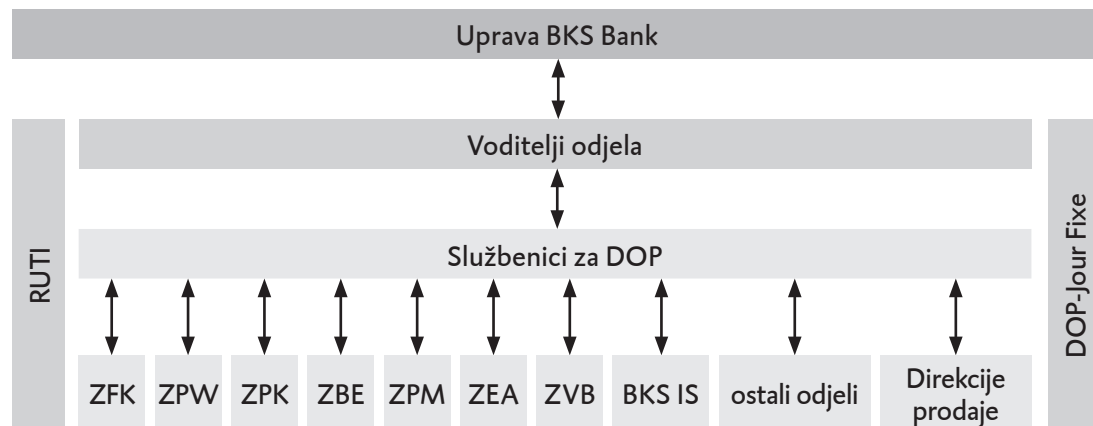 Uprava BKS Bank
Voditelji odjela
Službenici za DOP
RUTI
DOP-Jour Fixe
ZFK
ZPW
ZPK
ZBE
ZPM
ZEA
ZVB
BKS IS
ostali odjeli
Direkcije
prodaje